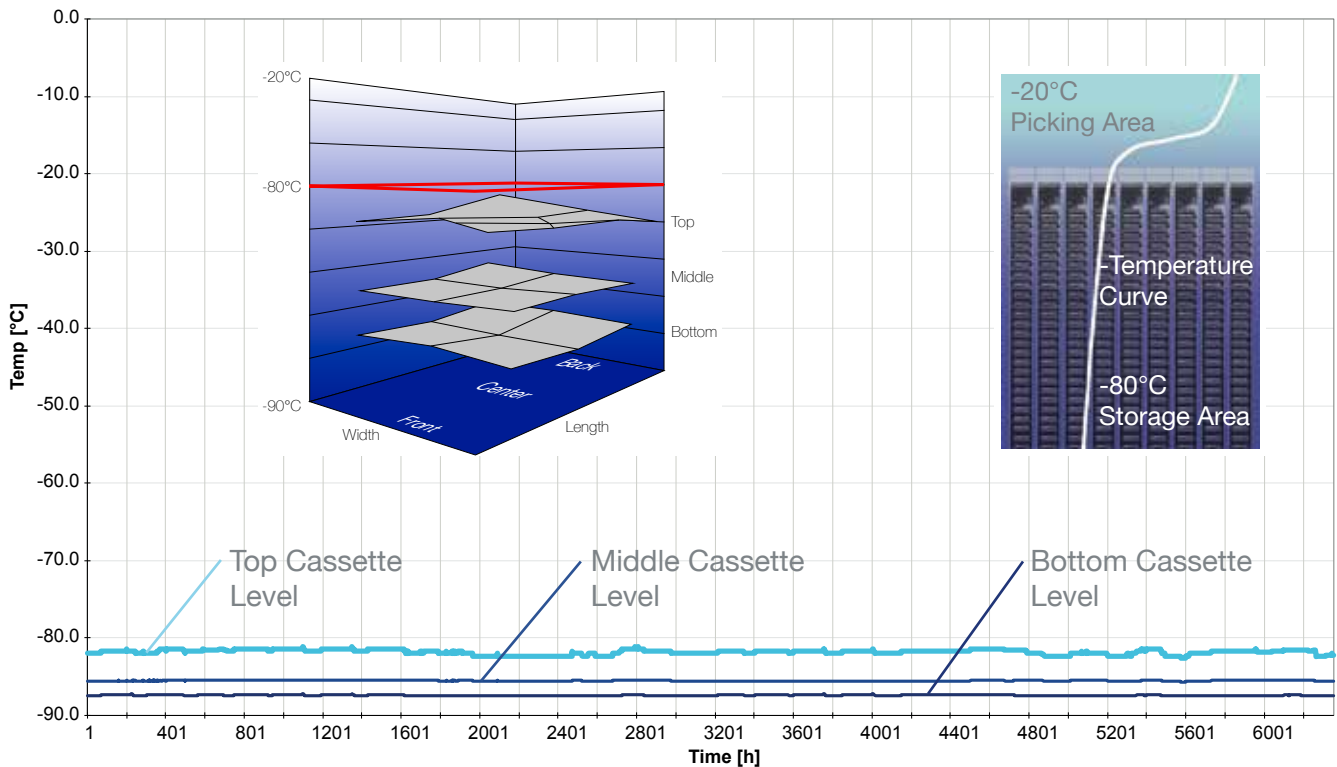 0.0
-10.0
-20.0
-30.0
-40.0
-50.0
-60.0
-70.0
-80.0
-90.0
Temp [°C]
-20°C
-80°C
-90°C
Top
Middle
Bottom
Back
Center
Front
Width
Length
-20°C
Picking Area
-Temperature
Curve
-80°C
Storage Area
Top Cassette
Level
Middle Cassette
Level
Bottom Cassette
Level
1 401 801 1201 1601 2001 2401 2801 3201 3601 4001 4401 4801 5201 5601 6001
Time [h]